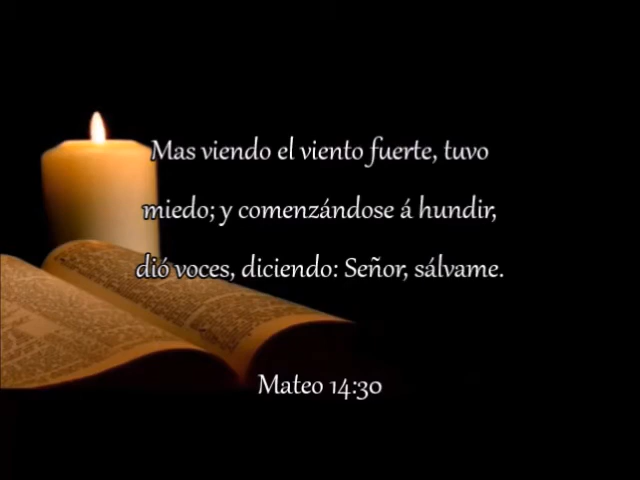 Mas viendo el viento fuerte, tuvo
miedo; y comenzándose á hundir,
dió voces, diciendo: Señor, sálvame.
Mateo 14:30